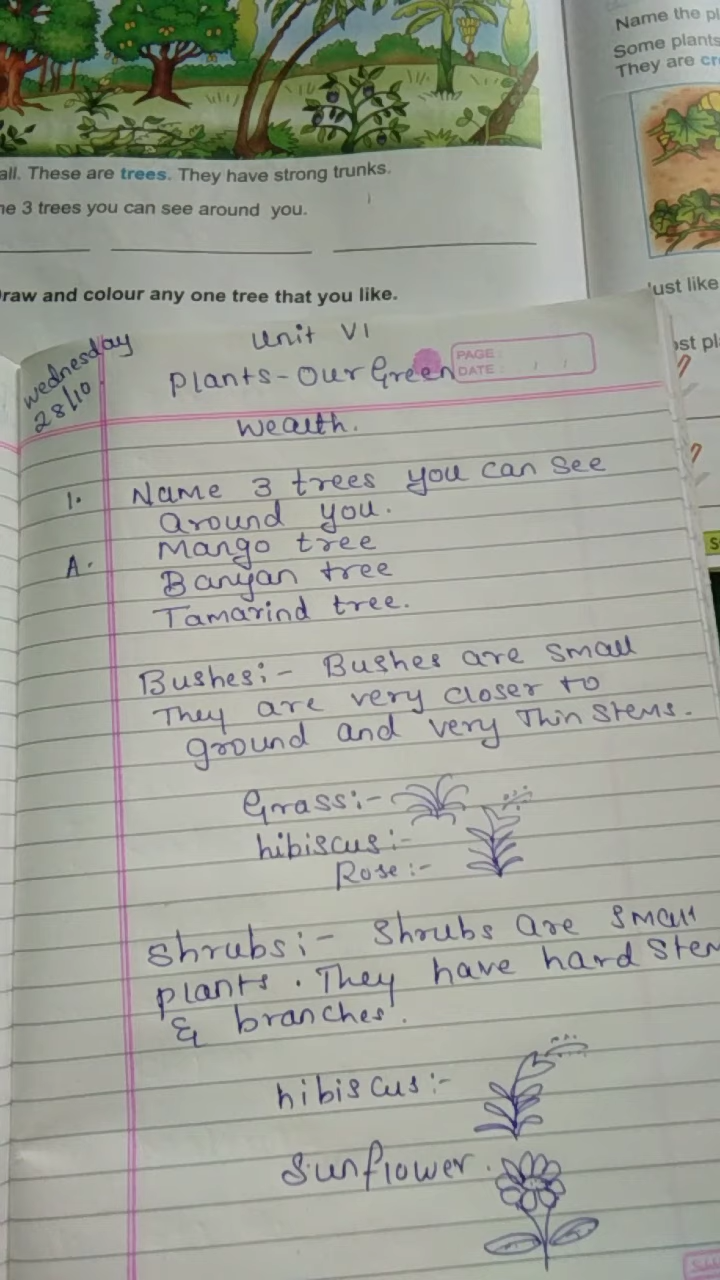 all. These are trees. They have strong trunks.
ne 3 trees you can see around you.
raw and colour any one tree that you like.
Name the pl
Some plants
They are cr
ust like
ost pl
wednesday
28/10.
Unit VI
PAGE :
DATE : / /
Plants - Our Green
Wealth.
1. Name 3 trees you can see
around you.
A. Mango tree
Banyan tree
Tamarind tree.
Bushes:- Bushes are small
They are very closer to
ground and very Thin Stems.
Grass:-
hibiscus:-
Rose:-
Shrubs:- Shrubs are small
plants. They have hard Stem
& branches.
hibiscus:-
Sunflower.